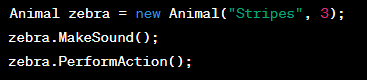 Animal zebra = new Animal("Stripes", 3);
zebra.MakeSound();
zebra.PerformAction();